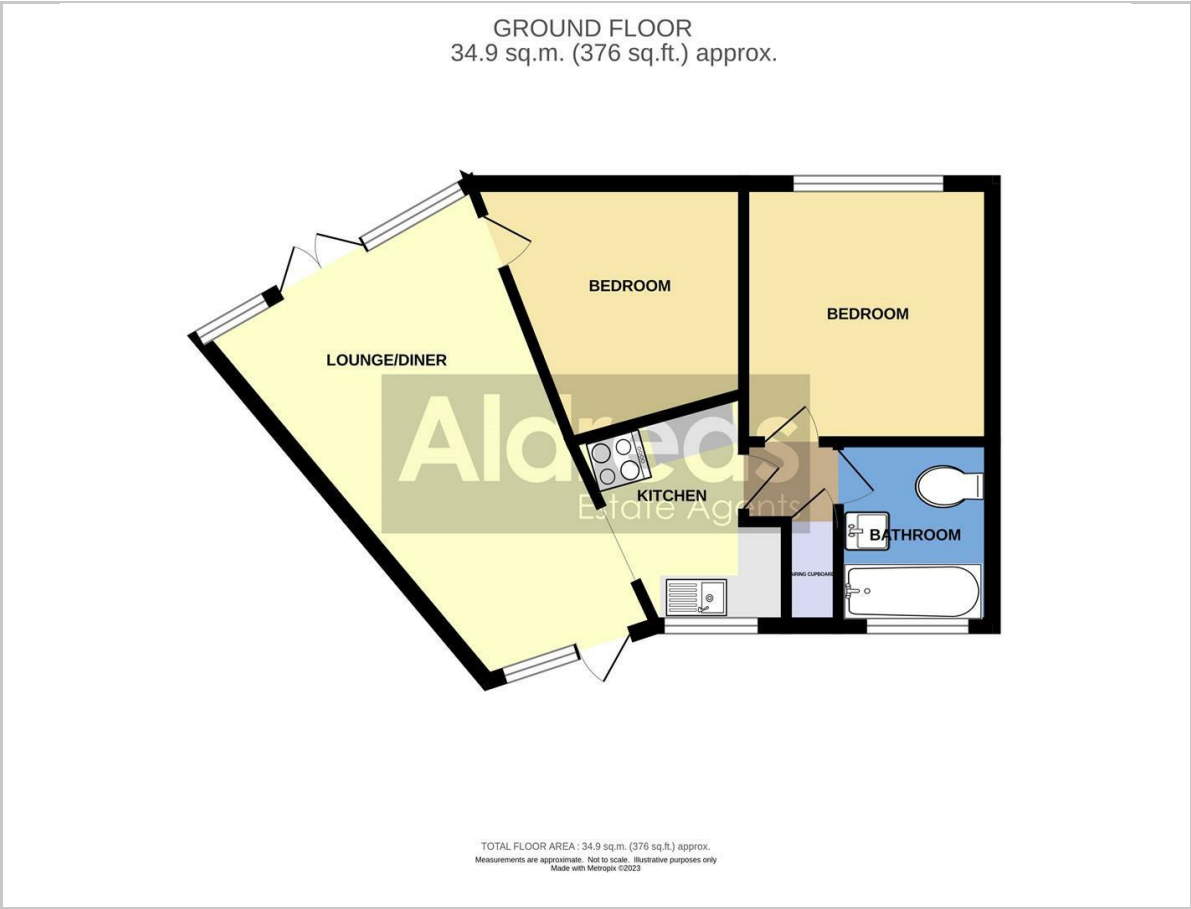 GROUND FLOOR
34.9 sq.m. (376 sq.ft.) approx.
BEDROOM
BEDROOM
LOUNGE/DINER
Aldreds
Estate Agents
KITCHEN
BATHROOM
AIRING CUPBOARD
TOTAL FLOOR AREA : 34.9 sq.m. (376 sq.ft.) approx.
Measurements are approximate. Not to scale. Illustrative purposes only
Made with Metropix ©2023